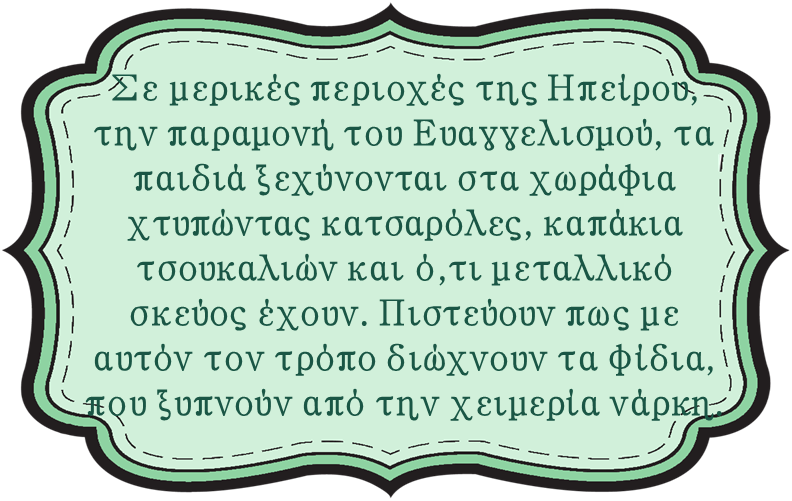 Σε μερικές περιοχές της Ηπείρου,
την παραμονή του Ευαγγελισμού, τα
παιδιά ξεχύνονται στα χωράφια
χτυπώντας κατσαρόλες, καπάκια
τσουκαλιών και ό,τι μεταλλικό
σκεύος έχουν. Πιστεύουν πως με
αυτόν τον τρόπο διώχνουν τα φίδια,
που ξυπνούν από την χειμερία νάρκη.